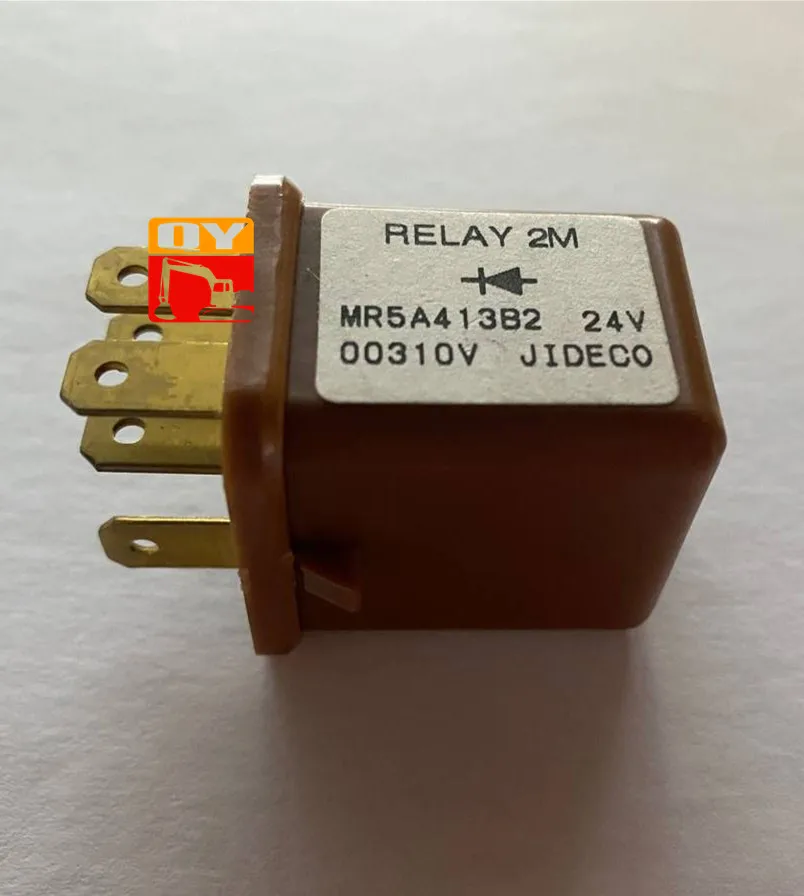 QY
RELAY 2M
MR5A413B2 24V
00310V JIDECO